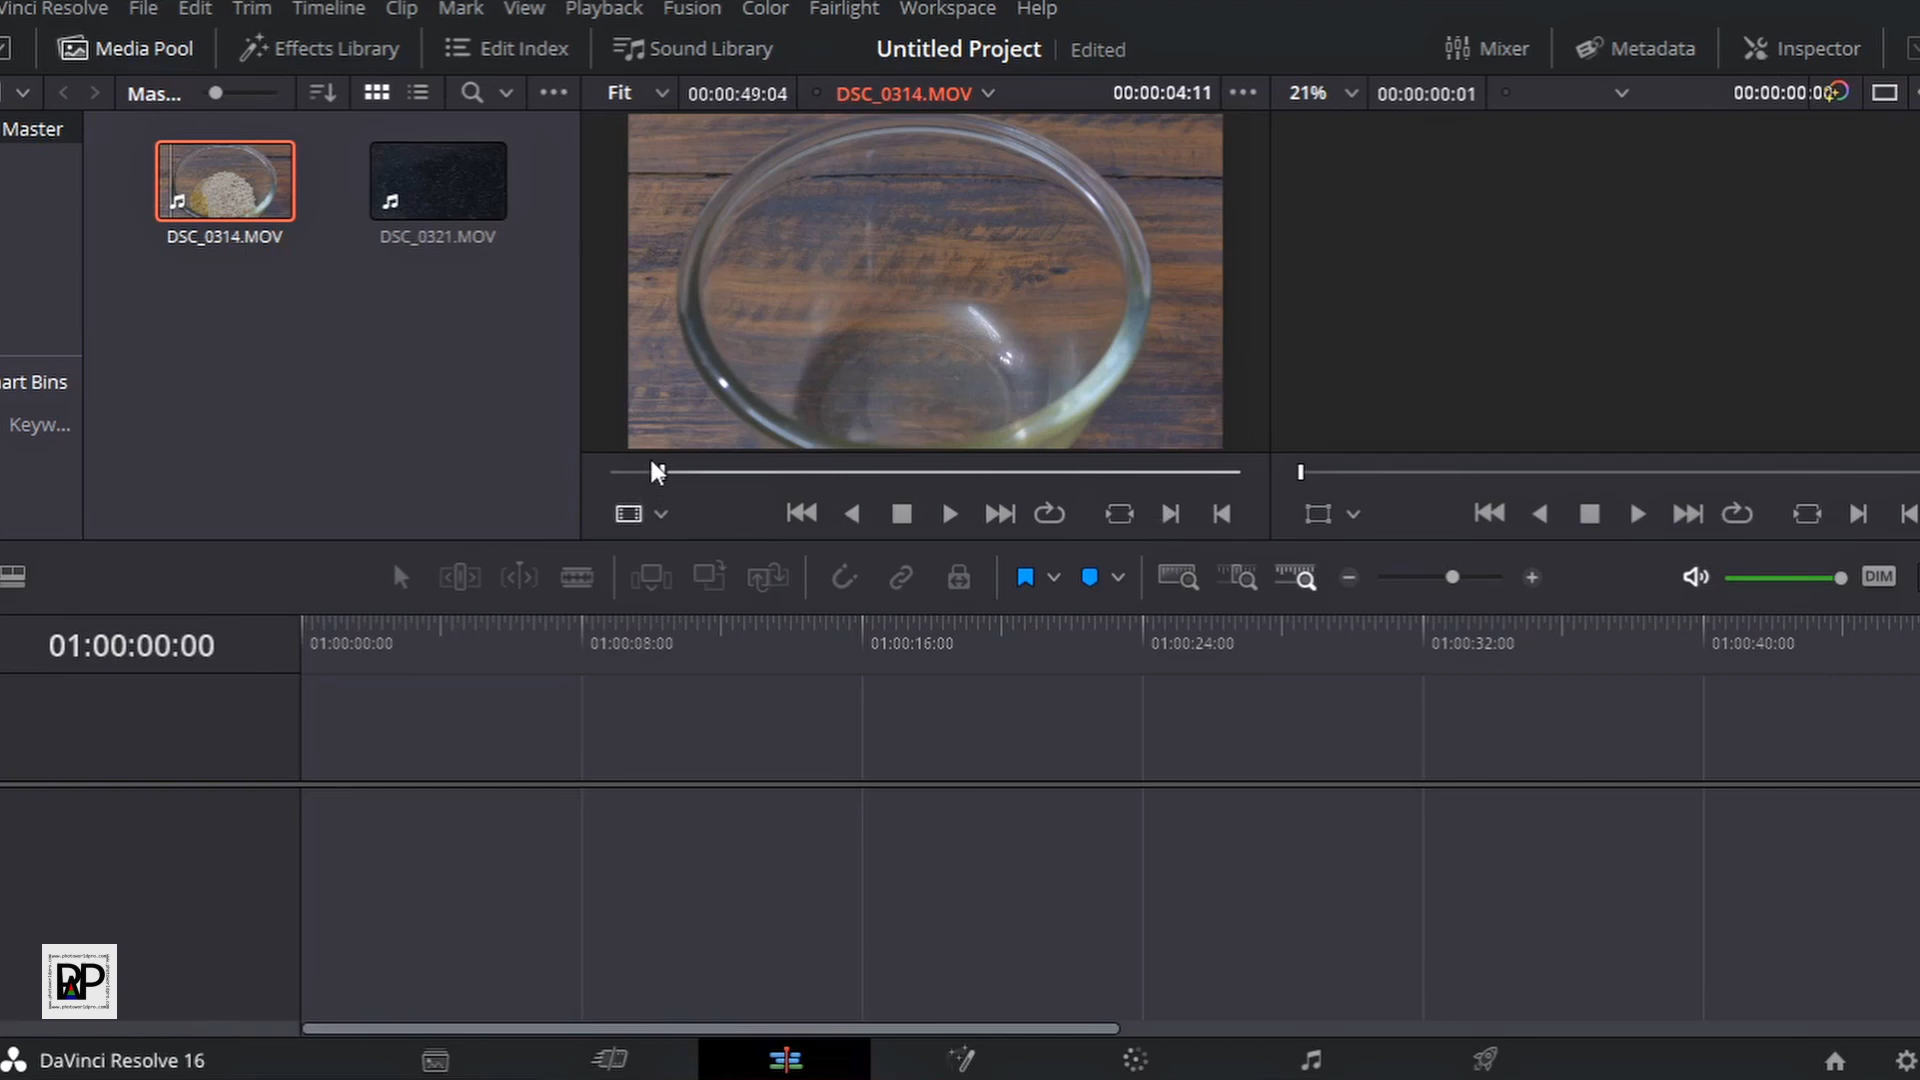 Vinci Resolve File Edit Trim Timeline Clip Mark View Playback Fusion Color Fairlight Workspace Help
Media Pool Effects Library Edit Index Sound Library Untitled Project Edited Mixer Metadata Inspector
Mas... Fit 00:00:49:04 DSC_0314.MOV 00:00:04:11 21% 00:00:00:01
Master
DSC_0314.MOV DSC_0321.MOV
art Bins
Keyw...
DIM
01:00:00:00 01:00:00:00 01:00:08:00 01:00:16:00 01:00:24:00 01:00:32:00 01:00:40:00
DaVinci Resolve 16